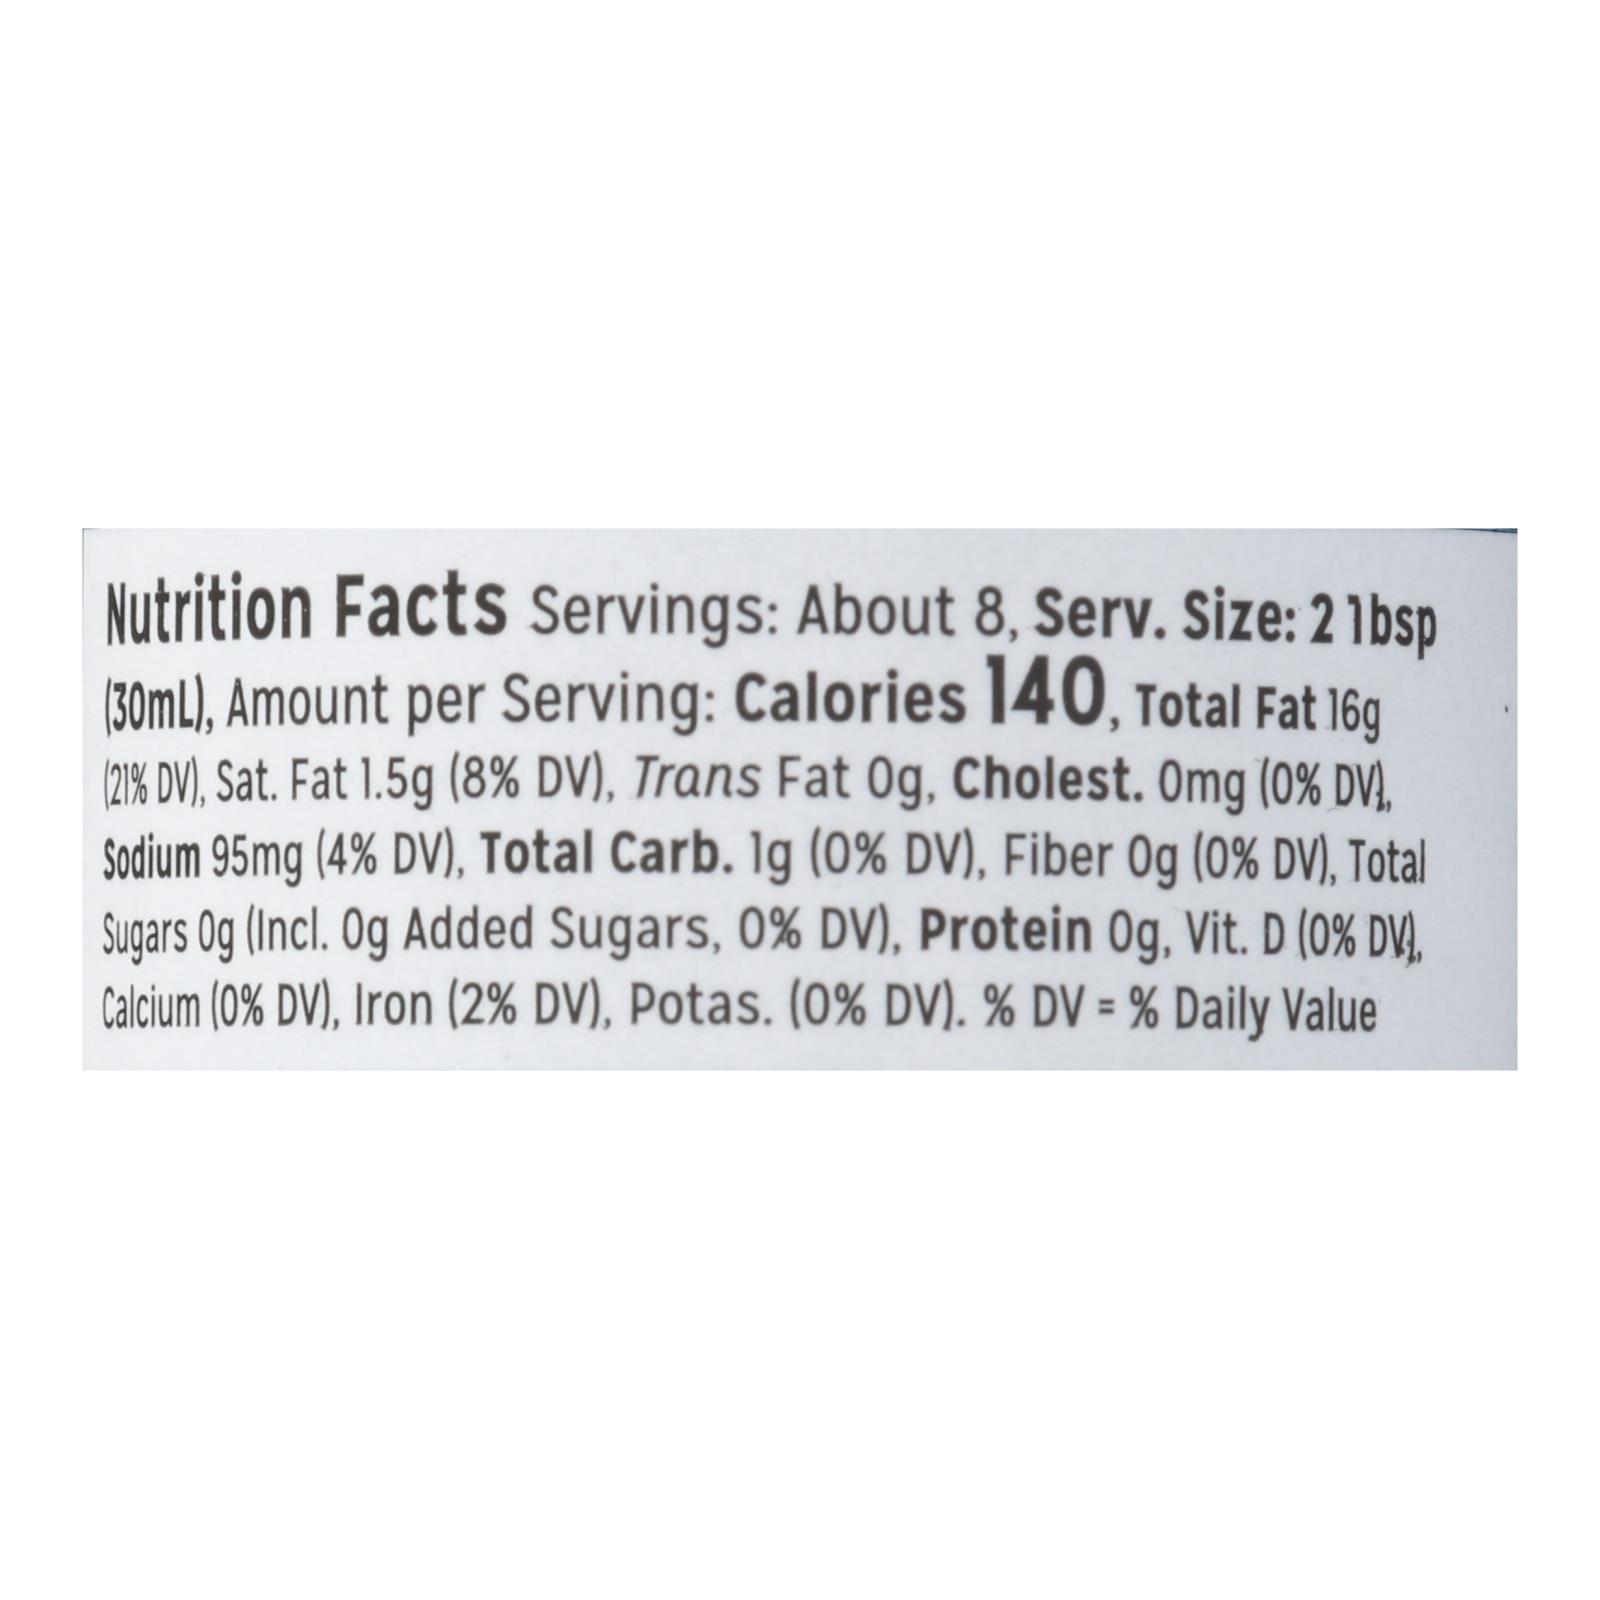 Nutrition Facts Servings: About 8, Serv. Size: 2 Tbsp
(30mL), Amount per Serving: Calories 140, Total Fat 16g
(21% DV), Sat. Fat 1.5g (8% DV), Trans Fat 0g, Cholest. 0mg (0% DV),
Sodium 95mg (4% DV), Total Carb. 1g (0% DV), Fiber 0g (0% DV), Total
Sugars 0g (Incl. 0g Added Sugars, 0% DV), Protein 0g, Vit. D (0% DV),
Calcium (0% DV), Iron (2% DV), Potas. (0% DV). % DV = % Daily Value